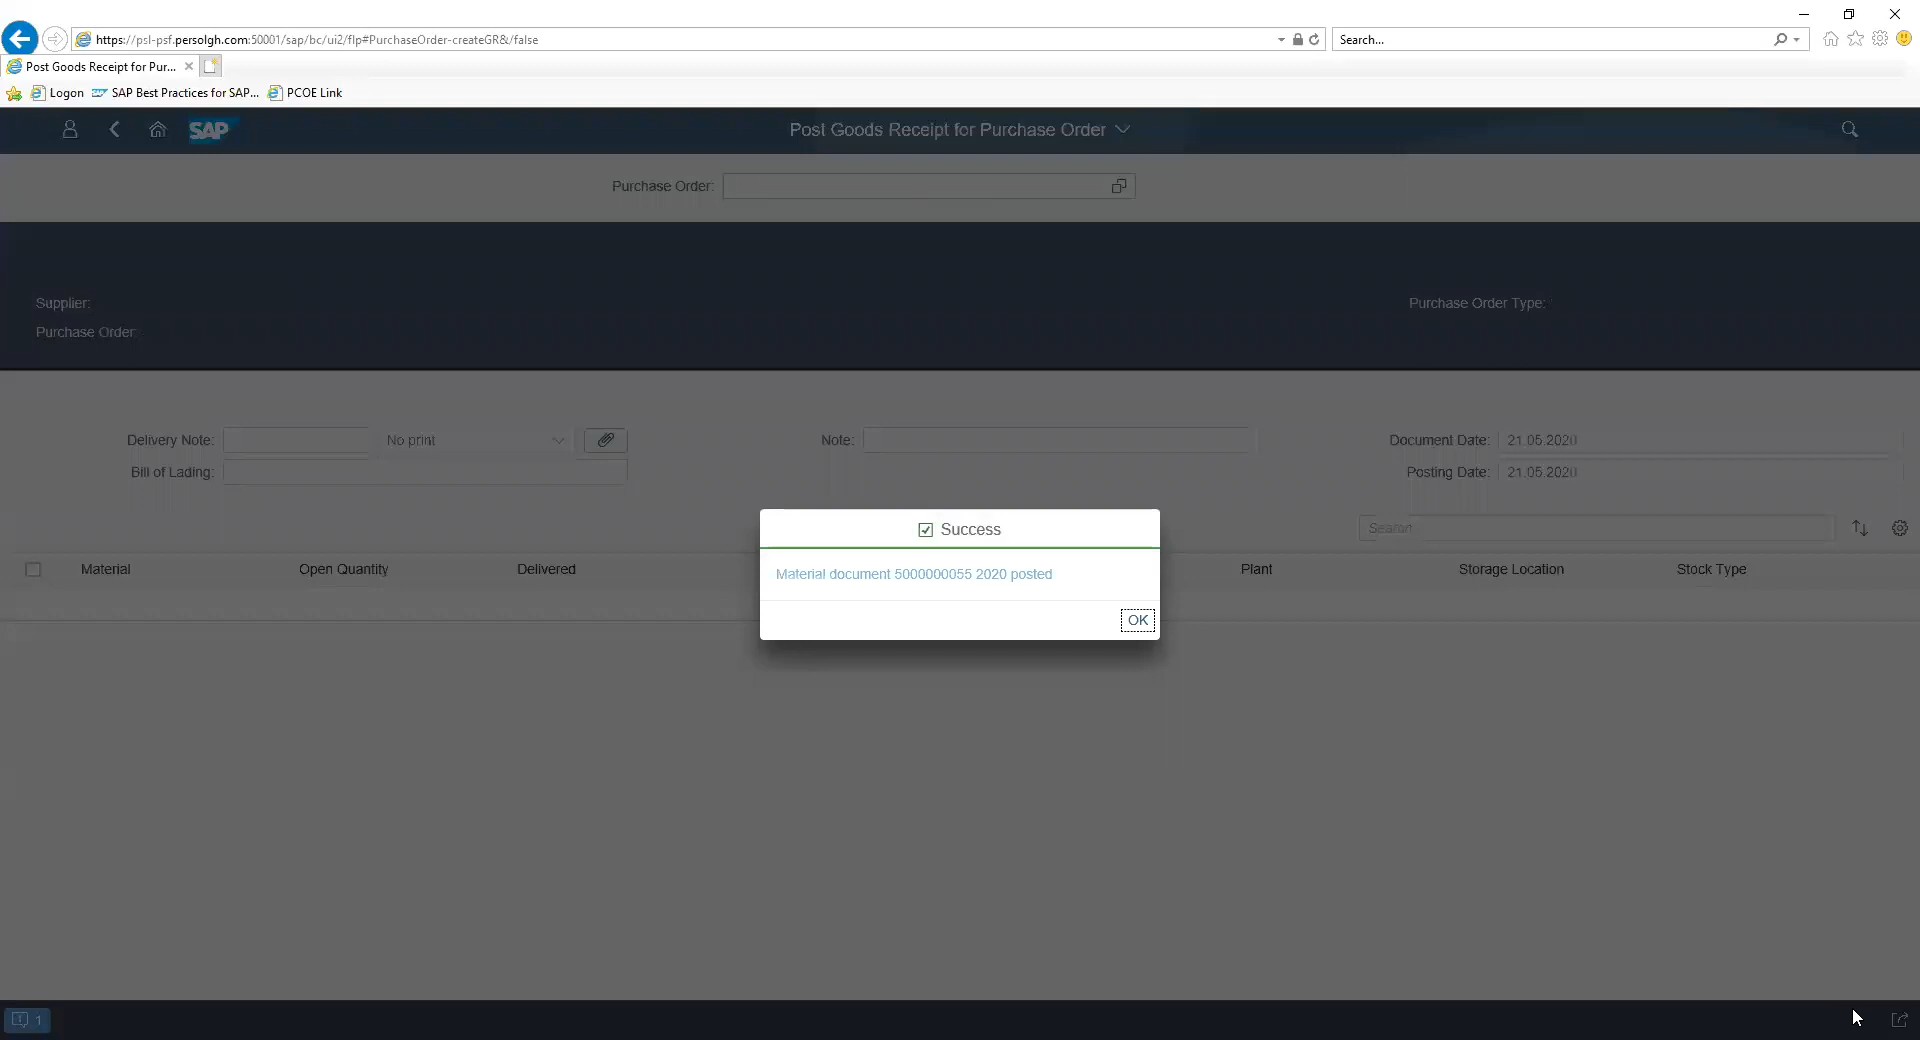 https://psl-psf.persolgh.com:50001/sap/bc/ui2/flp#PurchaseOrder-createGR&/false
Search...
Post Goods Receipt for Pur...
Logon
SAP Best Practices for SAP...
PCOE Link
SAP
Post Goods Receipt for Purchase Order
Purchase Order:
Supplier:
Purchase Order Type:
Purchase Order:
Delivery Note:
No print
Note:
Document Date:
21.05.2020
Bill of Lading:
Posting Date:
21.05.2020
Success
Search
Material
Open Quantity
Delivered
Plant
Storage Location
Stock Type
Material document 5000000055 2020 posted
OK
1